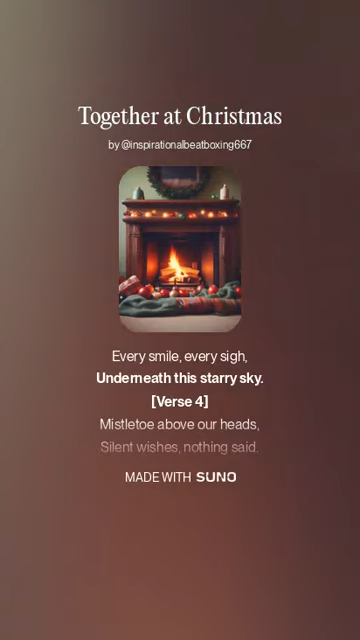 Together at Christmas
by @inspirationalbeatboxing667
Every smile, every sigh,
Underneath this starry sky.
[Verse 4]
Mistletoe above our heads,
Silent wishes, nothing said.
MADE WITH SUNO